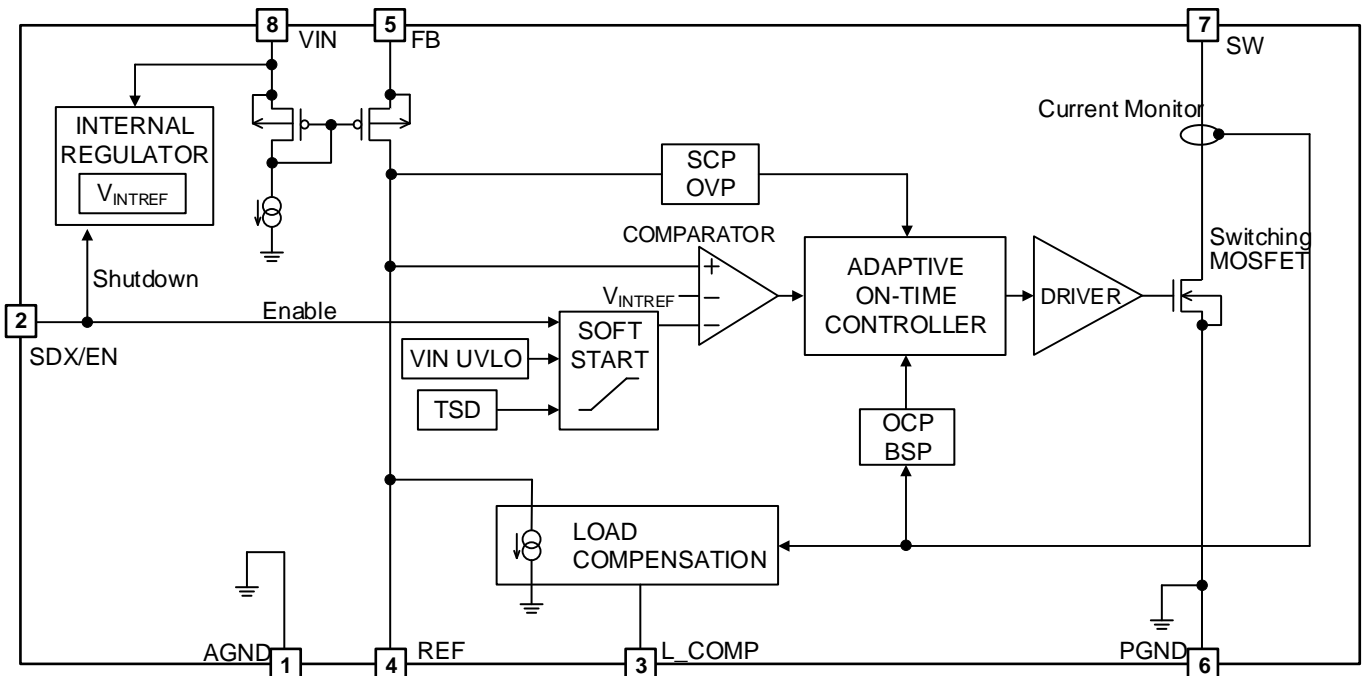 8
VIN
5
FB
7
SW
INTERNAL
REGULATOR
VINTREF
Current Monitor
SCP
OVP
COMPARATOR
Switching
MOSFET
+
VINTREF
−
−
ADAPTIVE
ON-TIME
CONTROLLER
DRIVER
Shutdown
2
SDX/EN
Enable
SOFT
START
VIN UVLO
TSD
OCP
BSP
LOAD
COMPENSATION
AGND
1
4
REF
3
L_COMP
PGND
6